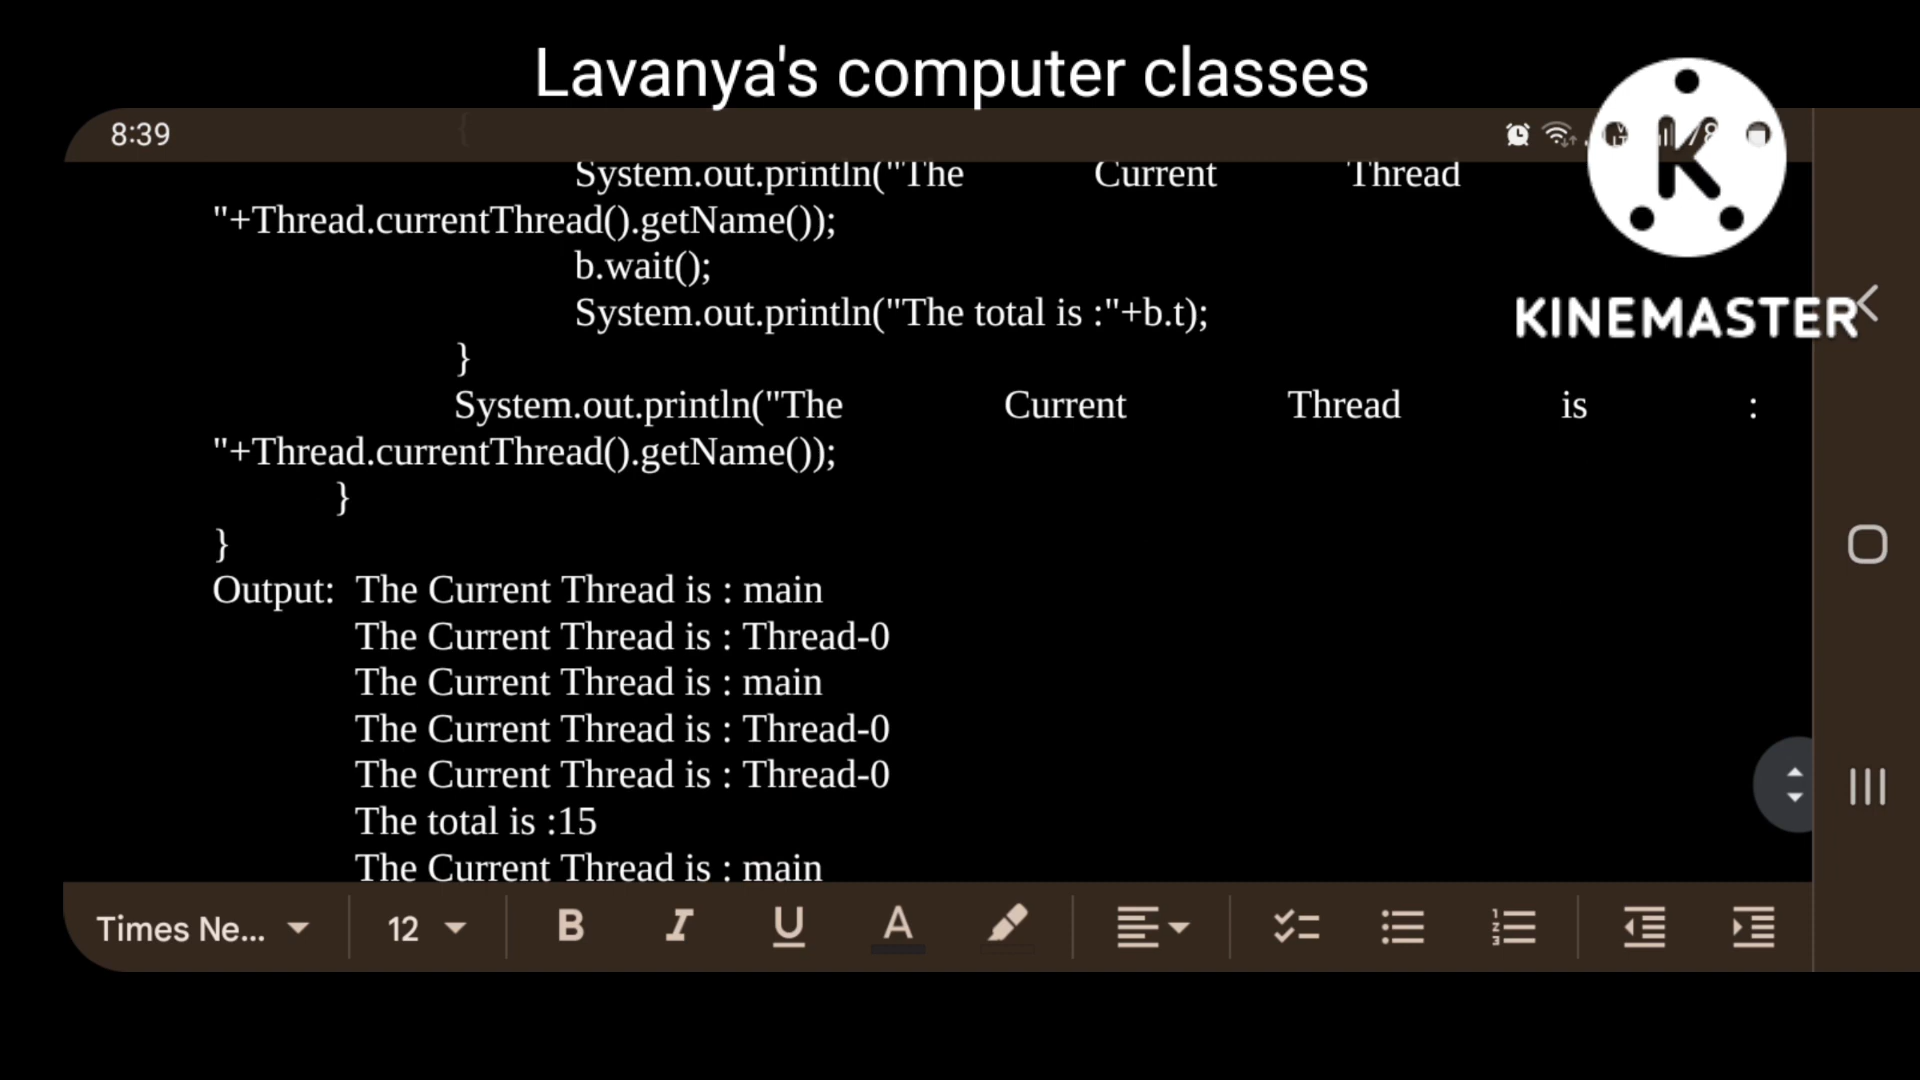 Lavanya's computer classes
8:39
{
System.out.println("The Current Thread
"+Thread.currentThread().getName());
b.wait();
System.out.println("The total is :"+b.t);
}
System.out.println("The Current Thread is :
"+Thread.currentThread().getName());
}
}
Output: The Current Thread is : main
The Current Thread is : Thread-0
The Current Thread is : main
The Current Thread is : Thread-0
The Current Thread is : Thread-0
The total is :15
The Current Thread is : main
K
KINEMASTER
Times Ne... 12 B I U A